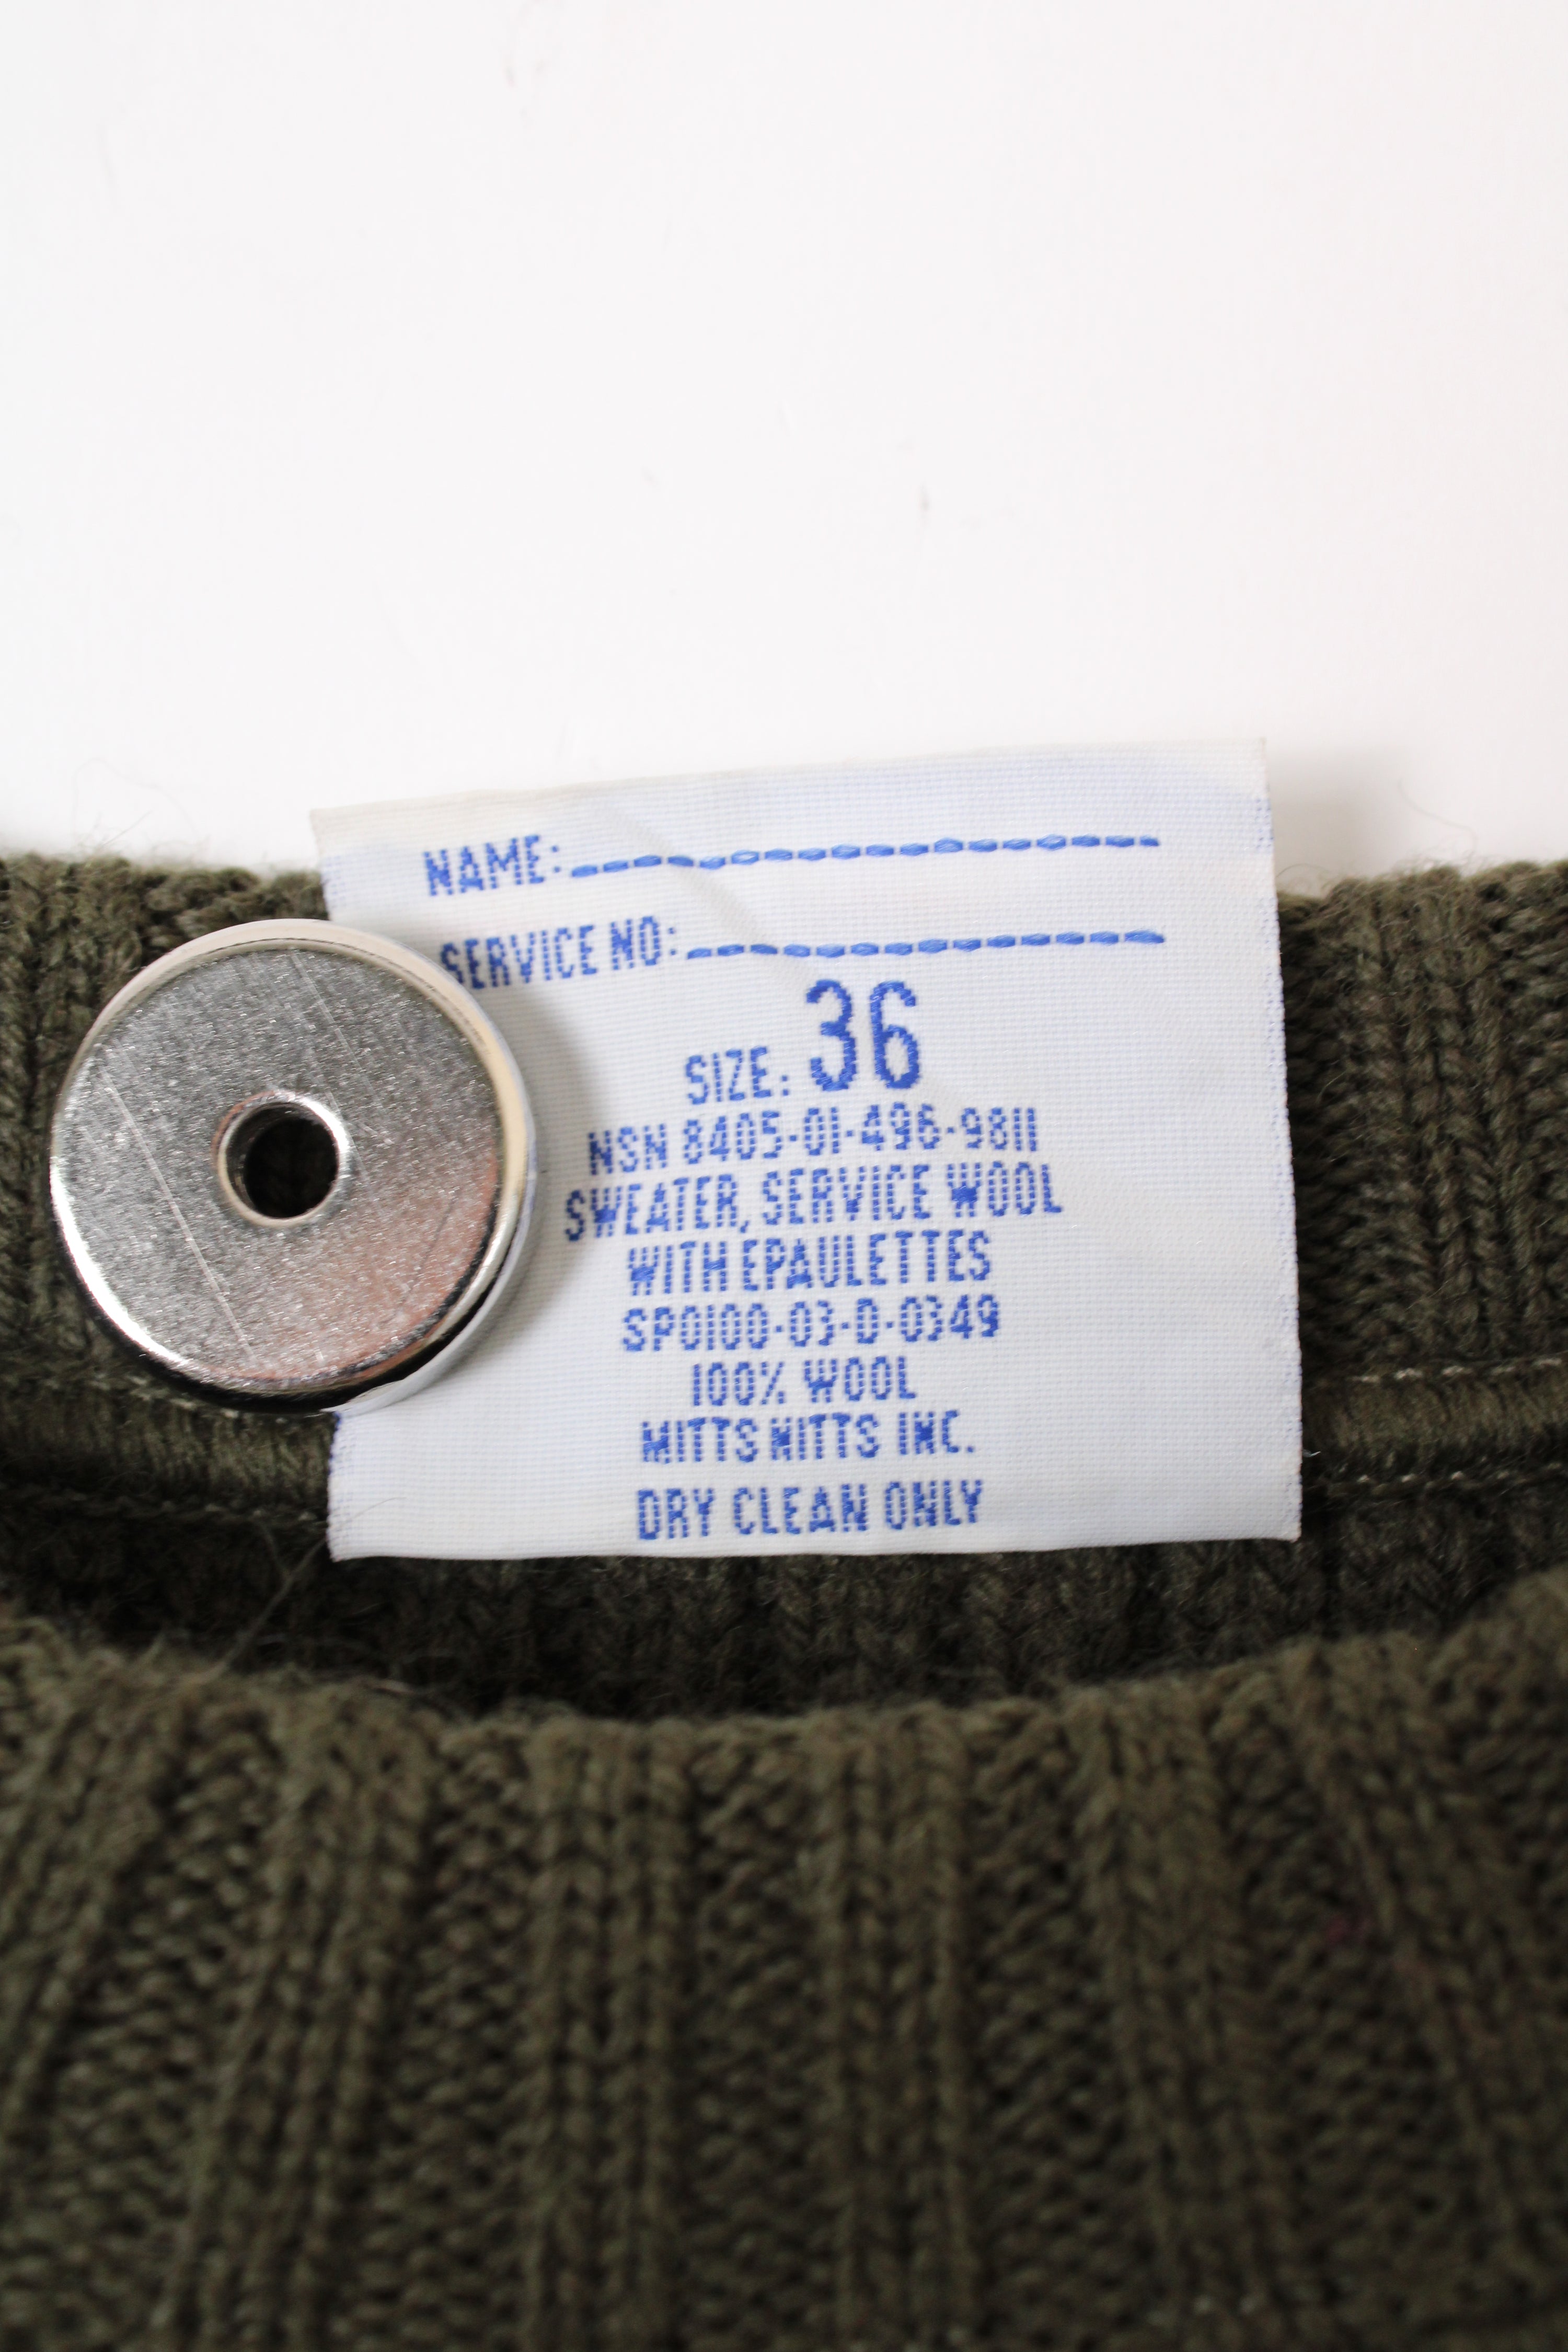 NAME:
SERVICE NO:
SIZE: 36
NSN 8405-01-496-9811
SWEATER, SERVICE WOOL
WITH EPAULETTES
SP0100-03-D-0349
100% WOOL
MITTS NITTS INC.
DRY CLEAN ONLY